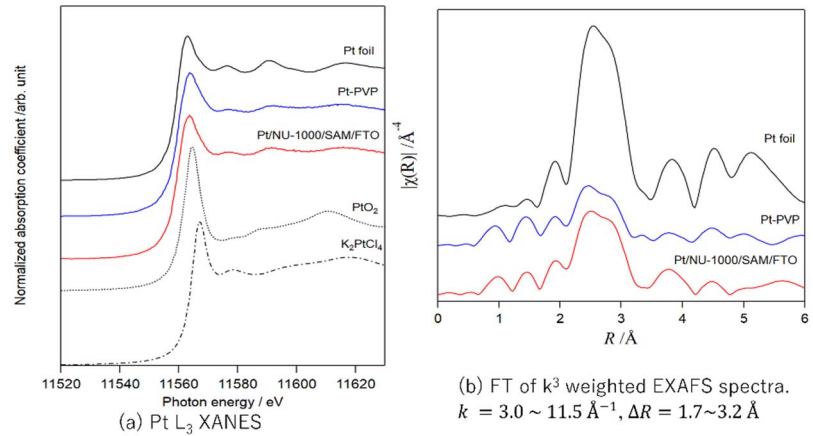 Normalized absorption coefficient /arb. unit
Pt foil
Pt-PVP
Pt/NU-1000/SAM/FTO
PtO₂
K₂PtCl₄
11520 11540 11560 11580 11600 11620
Photon energy / eV
(a) Pt L₃ XANES
|χ(R)| /Å⁻⁴
Pt foil
Pt-PVP
Pt/NU-1000/SAM/FTO
0 1 2 3 4 5 6
R /Å
(b) FT of k³ weighted EXAFS spectra.
k = 3.0 ~ 11.5 Å⁻¹, ΔR = 1.7~3.2 Å